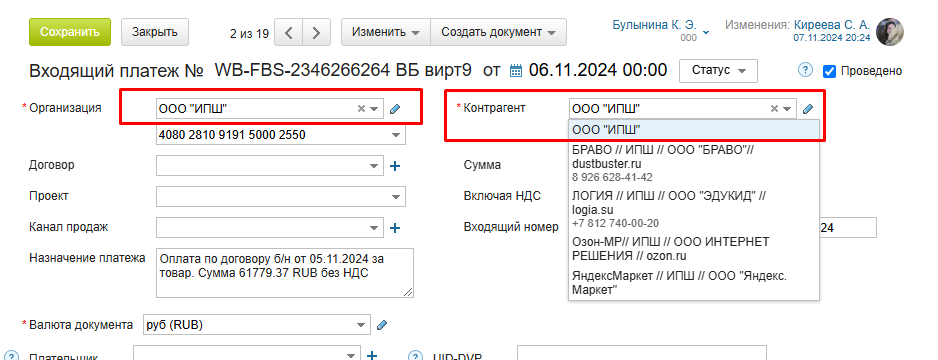 Сохранить Закрыть 2 из 19 Изменить Создать документ Булынина К. Э. Изменения: Киреева С. А.
ООО 07.11.2024 20:24
Входящий платеж № WB-FBS-2346266264 ВБ вирт9 от 06.11.2024 00:00 Статус ? Проведено
* Организация ООО "ИПШ" * Контрагент ООО "ИПШ"
4080 2810 9191 5000 2550 ООО "ИПШ"
БРАВО // ИПШ // ООО "БРАВО"//
dustbuster.ru
8 926 628-41-42
Договор Сумма
Проект Включая НДС ЛОГИЯ // ИПШ // ООО "ЭДУКИД" //
logia.su
+7 812 740-00-20
Канал продаж Входящий номер 24
Озон-МР// ИПШ // ООО ИНТЕРНЕТ
РЕШЕНИЯ // ozon.ru
Назначение платежа Оплата по договору б/н от 05.11.2024 за
товар. Сумма 61779.37 RUB без НДС
ЯндексМаркет // ИПШ // ООО "Яндекс.
Маркет"
* Валюта документа руб (RUB)
? Плательщик ? UID-DVP